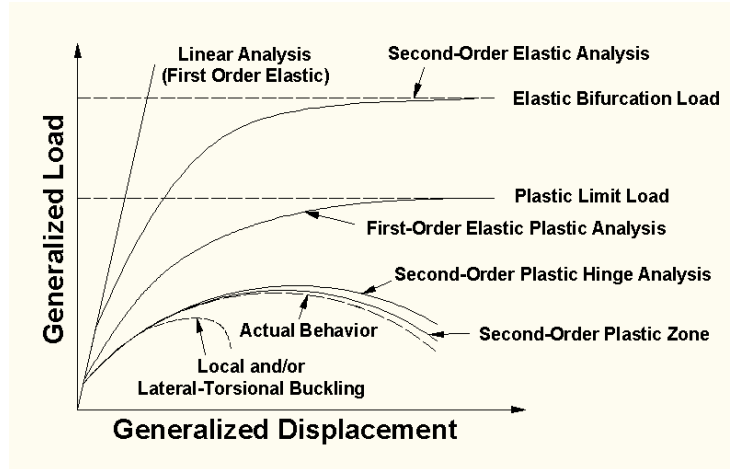 Linear Analysis
(First Order Elastic)
Second-Order Elastic Analysis
Elastic Bifurcation Load
Plastic Limit Load
First-Order Elastic Plastic Analysis
Second-Order Plastic Hinge Analysis
Actual Behavior
Second-Order Plastic Zone
Local and/or
Lateral-Torsional Buckling
Generalized Load
Generalized Displacement